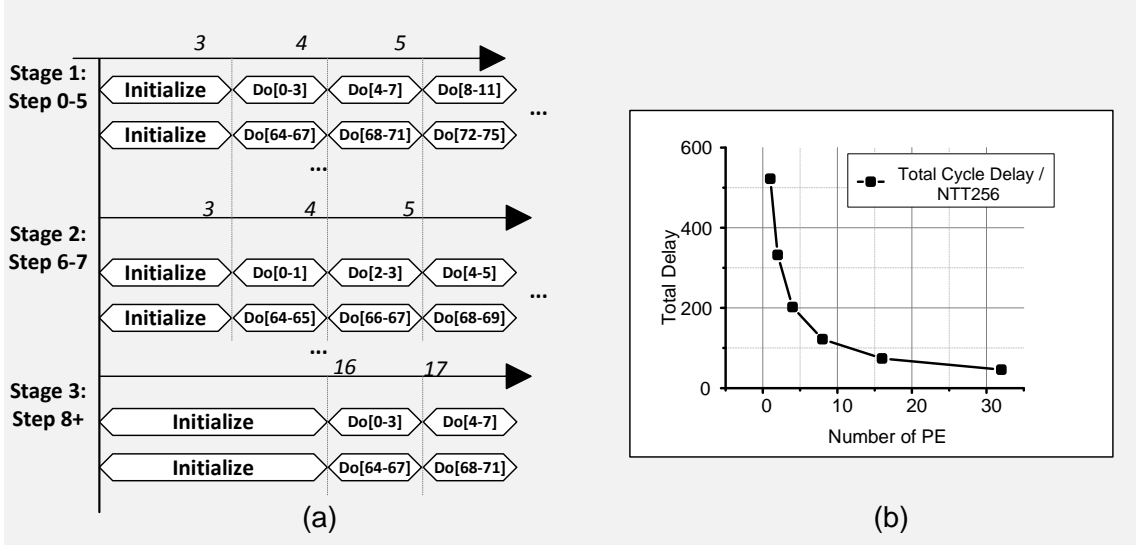 3 4 5
Stage 1:
Step 0-5
Initialize Do[0-3] Do[4-7] Do[8-11]
...
Initialize Do[64-67] Do[68-71] Do[72-75]
...
3 4 5
Stage 2:
Step 6-7
Initialize Do[0-1] Do[2-3] Do[4-5]
...
Initialize Do[64-65] Do[66-67] Do[68-69]
...
16 17
Stage 3:
Step 8+
Initialize Do[0-3] Do[4-7]
Initialize Do[64-67] Do[68-71]
(a)
600
400
200
0
Total Delay
Total Cycle Delay /
NTT256
0 10 20 30
Number of PE
(b)